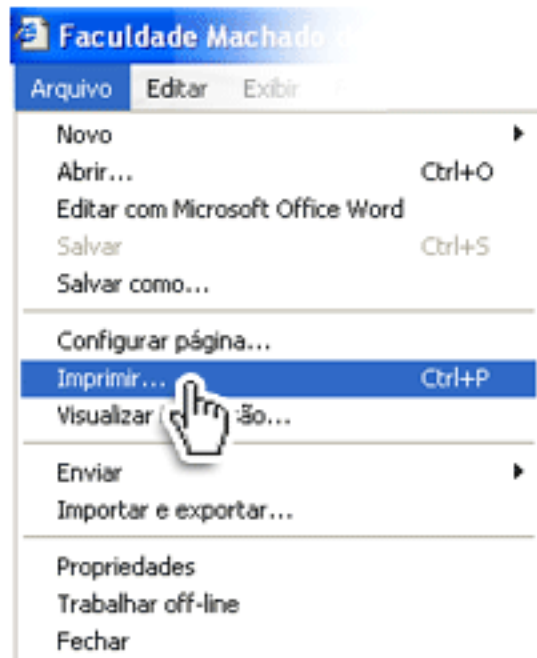 Faculdade Machado
Arquivo Editar Exibir
Novo
Abrir... Ctrl+O
Editar com Microsoft Office Word
Salvar Ctrl+S
Salvar como...
Configurar página...
Imprimir... Ctrl+P
Visualizar
Enviar
Importar e exportar...
Propriedades
Trabalhar off-line
Fechar